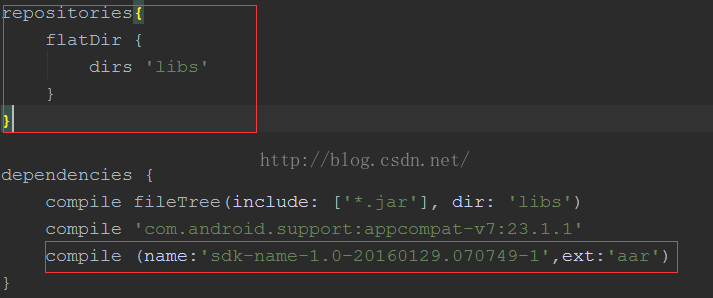 repositories{
flatDir {
dirs 'libs'
}
}
http://blog.csdn.net/
dependencies {
compile fileTree(include: ['*.jar'], dir: 'libs')
compile 'com.android.support:appcompat-v7:23.1.1'
compile (name:'sdk-name-1.0-20160129.070749-1',ext:'aar')
}